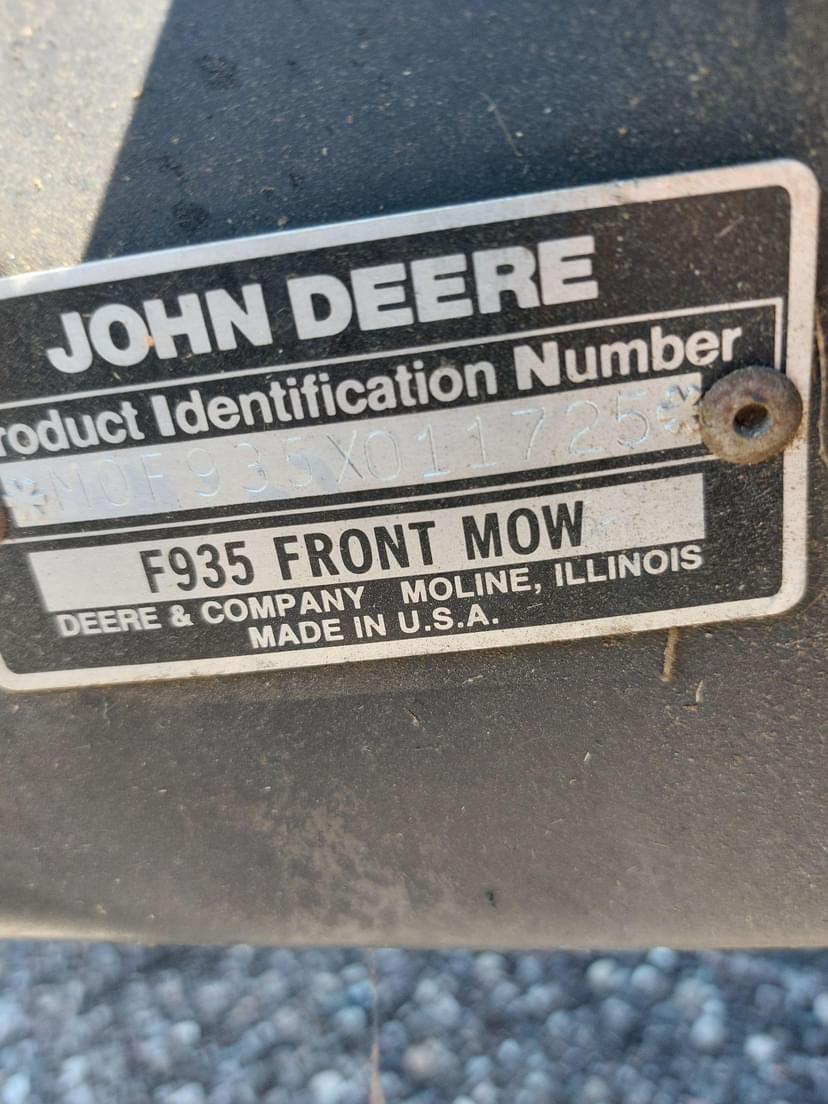 JOHN DEERE
roduct Identification Number
*M0F935X011725*
F935 FRONT MOW
DEERE & COMPANY MOLINE, ILLINOIS
MADE IN U.S.A.